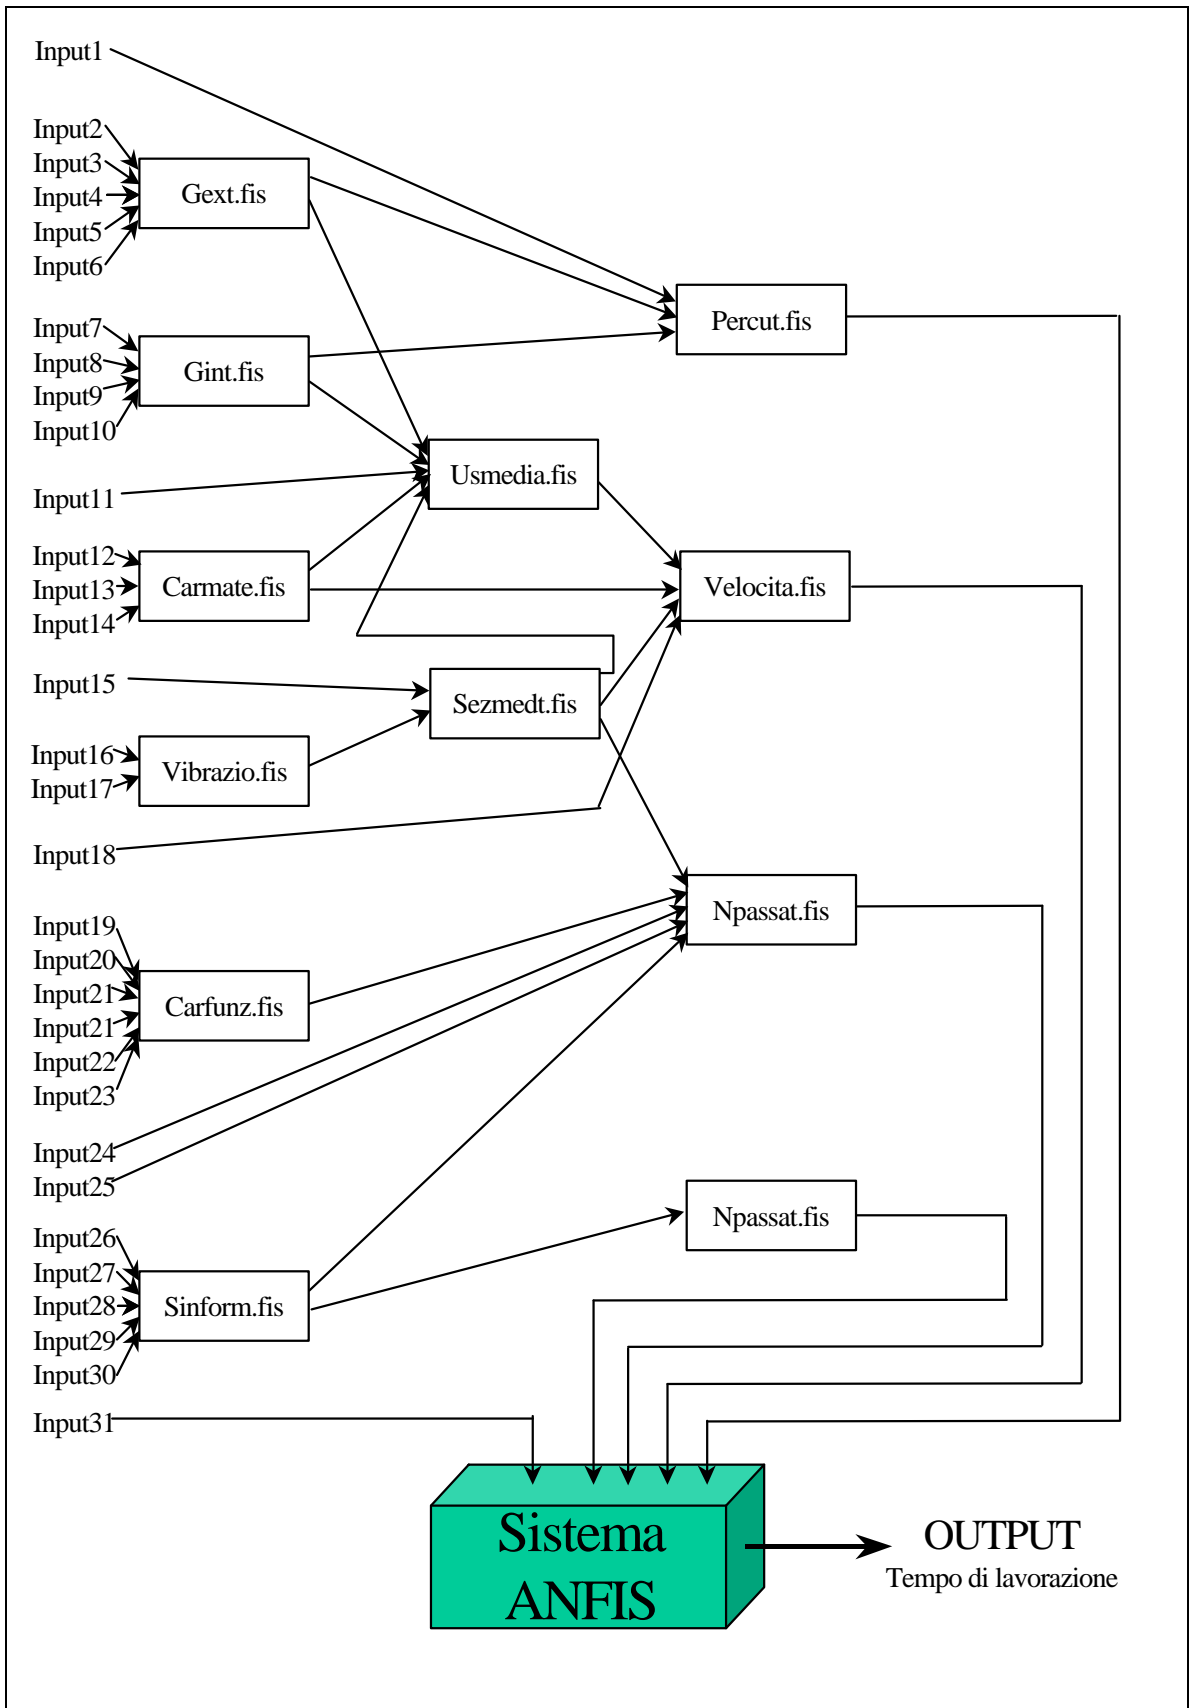 Input1
Input2
Input3
Input4
Input5
Input6
Gext.fis
Input7
Input8
Input9
Input10
Gint.fis
Percut.fis
Input11
Usmedia.fis
Input12
Input13
Input14
Carmate.fis
Velocita.fis
Input15
Sezmedt.fis
Input16
Input17
Vibrazio.fis
Input18
Npassat.fis
Input19
Input20
Input21
Input21
Input22
Input23
Carfunz.fis
Input24
Input25
Npassat.fis
Input26
Input27
Input28
Input29
Input30
Sinform.fis
Input31
Sistema
ANFIS
OUTPUT
Tempo di lavorazione